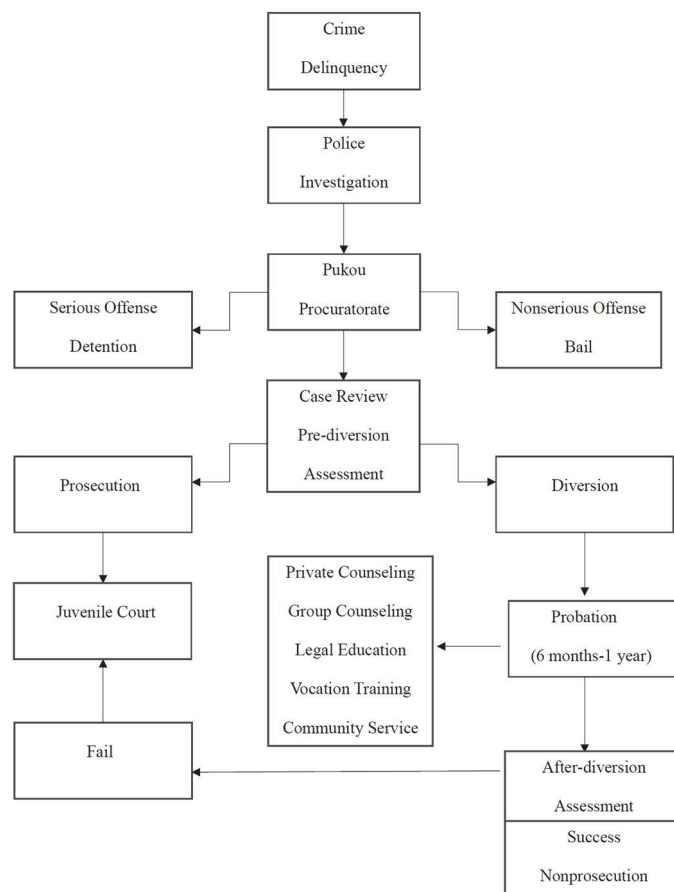 Crime
Delinquency
Police
Investigation
Pukou
Procuratorate
Serious Offense
Detention
Nonserious Offense
Bail
Case Review
Pre-diversion
Assessment
Prosecution
Diversion
Private Counseling
Group Counseling
Legal Education
Vocation Training
Community Service
Juvenile Court
Probation
(6 months-1 year)
Fail
After-diversion
Assessment
Success
Nonprosecution